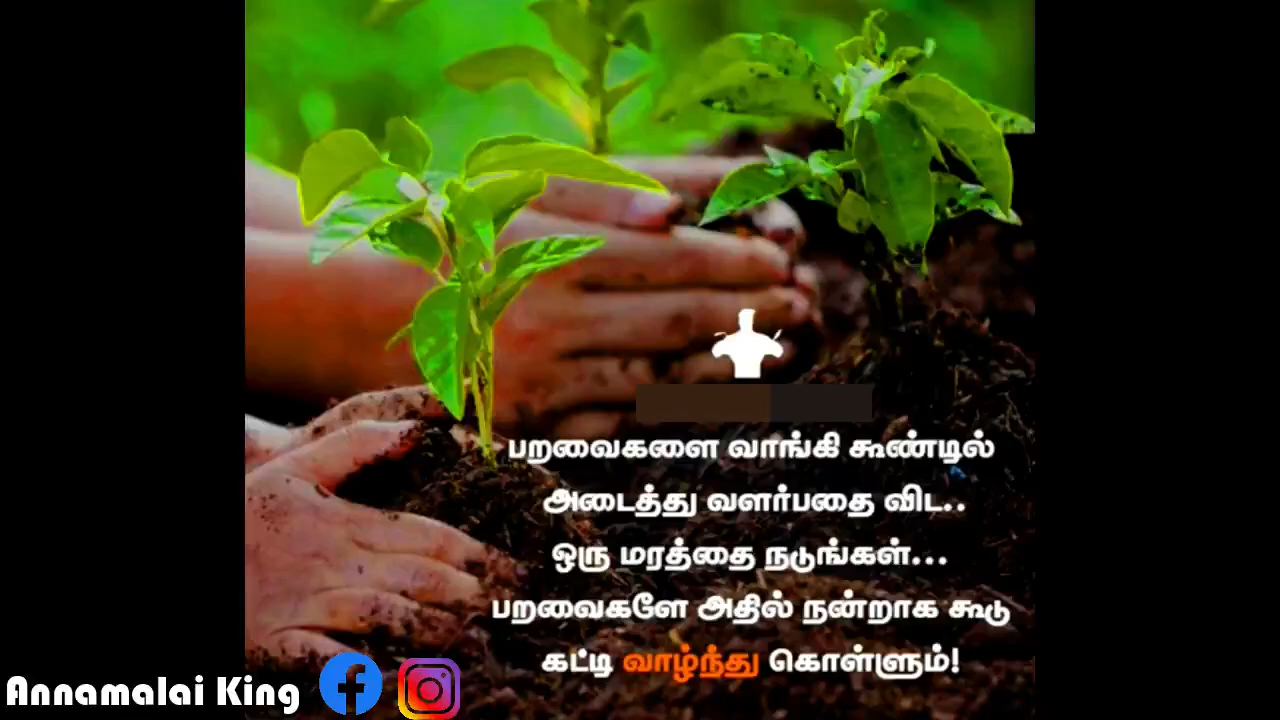 பறவைகளை வாங்கி கூண்டில்
அடைத்து வளர்பதை விட..
ஒரு மரத்தை நடுங்கள்...
பறவைகளே அதில் நன்றாக கூடு
கட்டி வாழ்ந்து கொள்ளும்!
Annamalai King